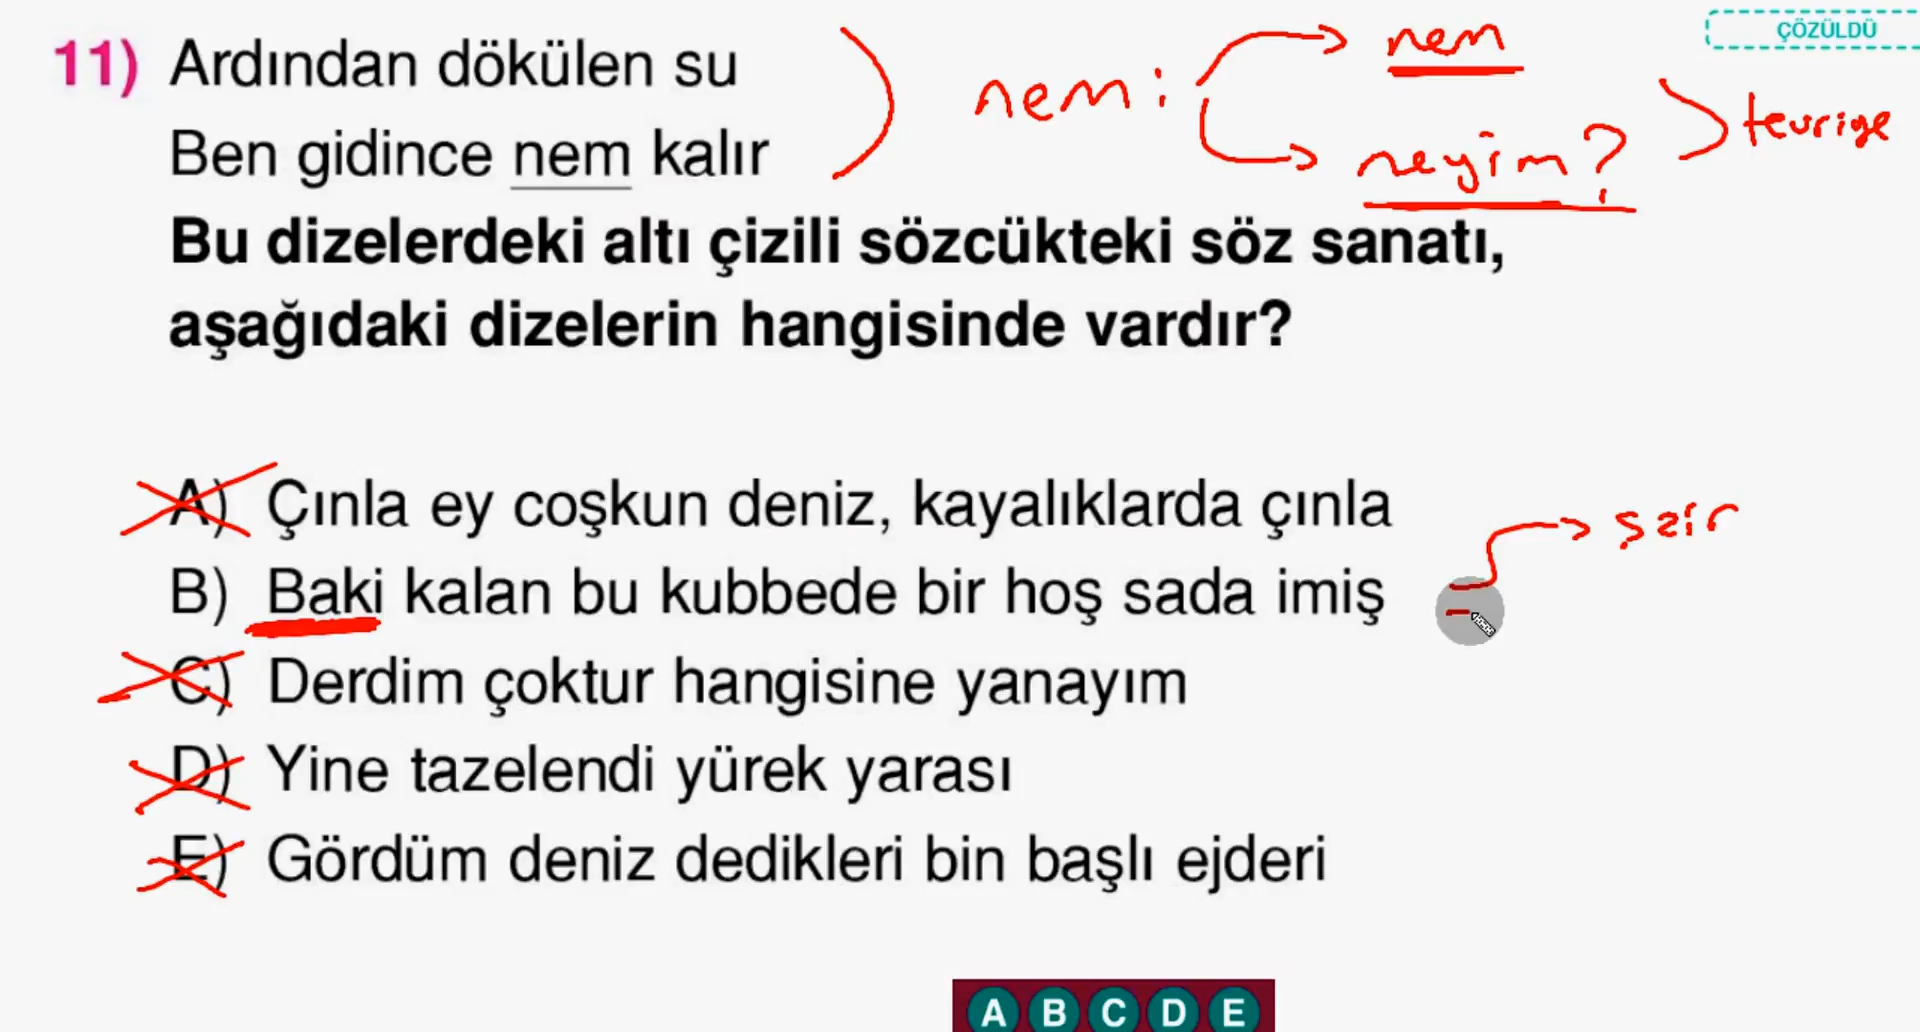 ÇÖZÜLDÜ
11) Ardından dökülen su
Ben gidince nem kalır
nem :
nem
neyim?
tevriye
Bu dizelerdeki altı çizili sözcükteki söz sanatı,
aşağıdaki dizelerin hangisinde vardır?
A) Çınla ey coşkun deniz, kayalıklarda çınla
B) Baki kalan bu kubbede bir hoş sada imiş
şair
C) Derdim çoktur hangisine yanayım
D) Yine tazelendi yürek yarası
E) Gördüm deniz dedikleri bin başlı ejderi
A B C D E